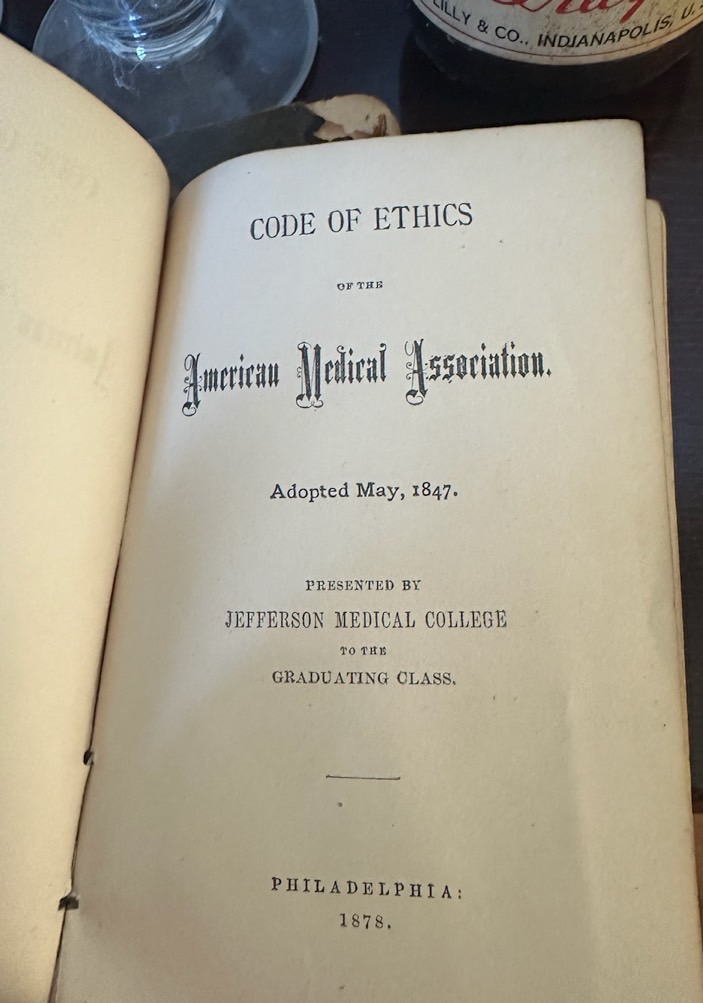 LILLY & CO., INDIANAPOLIS, U.
CODE OF ETHICS
OF THE
American Medical Association.
Adopted May, 1847.
PRESENTED BY
JEFFERSON MEDICAL COLLEGE
TO THE
GRADUATING CLASS.
PHILADELPHIA:
1878.